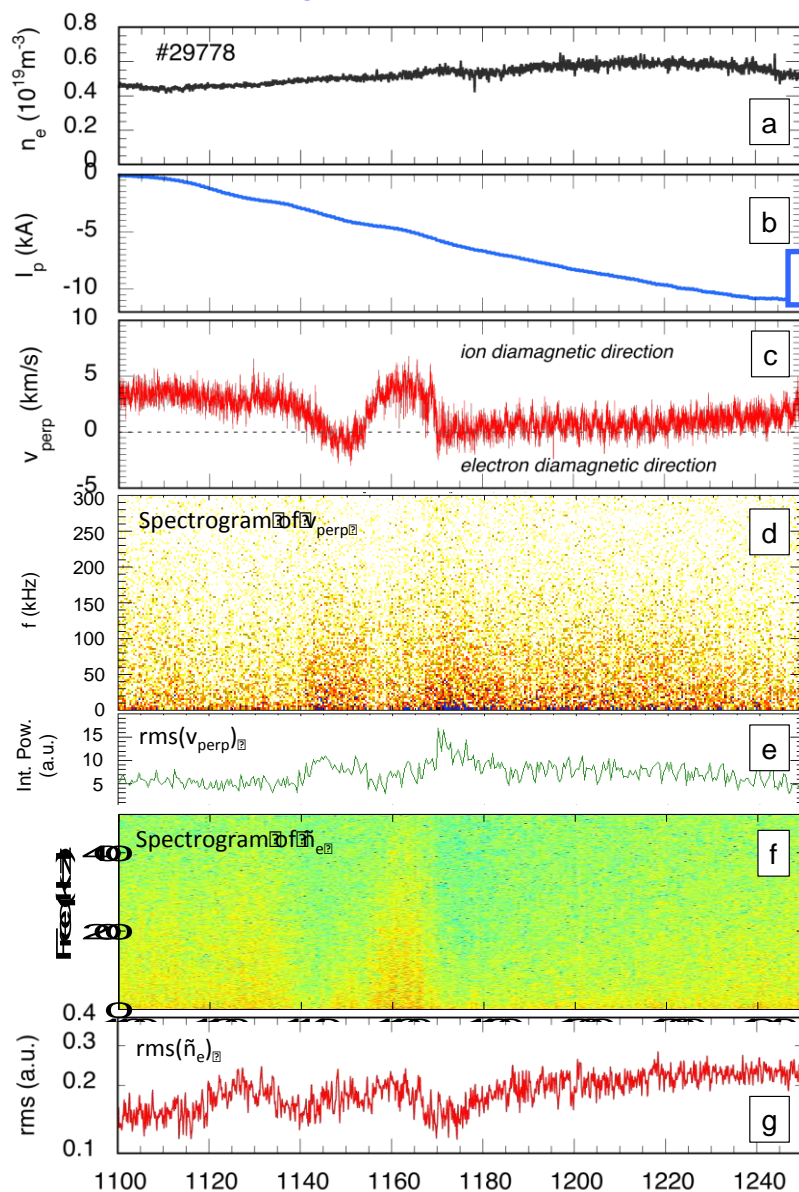 #29778
n_e (10^19 m^-3)
0.8
0.6
0.4
0.2
0
a
I_p (kA)
0
-5
-10
b
v_perp (km/s)
10
5
0
-5
ion diamagnetic direction
electron diamagnetic direction
c
Spectrogram of v_perp
f (kHz)
300
250
200
150
100
50
0
d
rms(v_perp)
Int. Pow.
(a.u.)
15
10
5
e
Spectrogram of ñ_e
400
200
0
f
rms(ñ_e)
rms (a.u.)
0.4
0.3
0.2
0.1
g
1100 1120 1140 1160 1180 1200 1220 1240